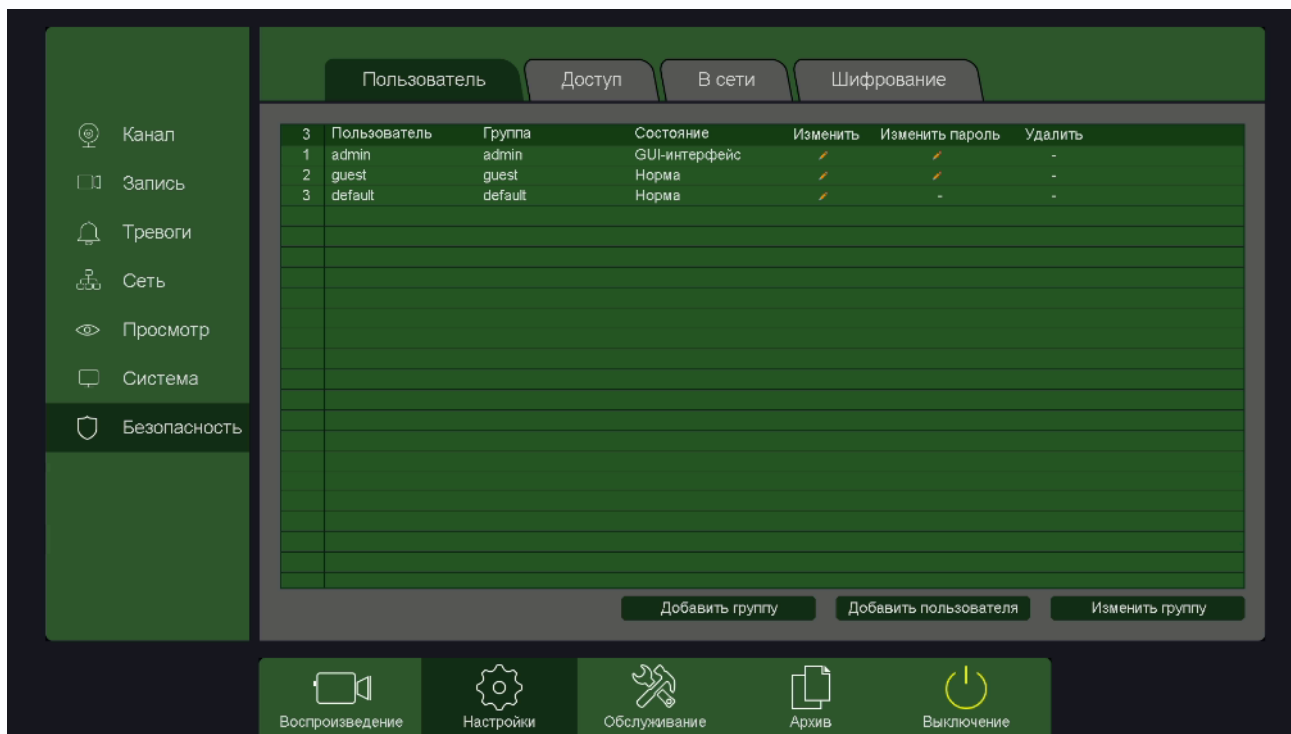 Пользователь Доступ В сети Шифрование
Канал
Запись
Тревоги
Сеть
Просмотр
Система
Безопасность
3 Пользователь Группа Состояние Изменить Изменить пароль Удалить
1 admin admin GUI-интерфейс -
2 guest guest Норма -
3 default default Норма - -
Добавить группу Добавить пользователя Изменить группу
Воспроизведение Настройки Обслуживание Архив Выключение